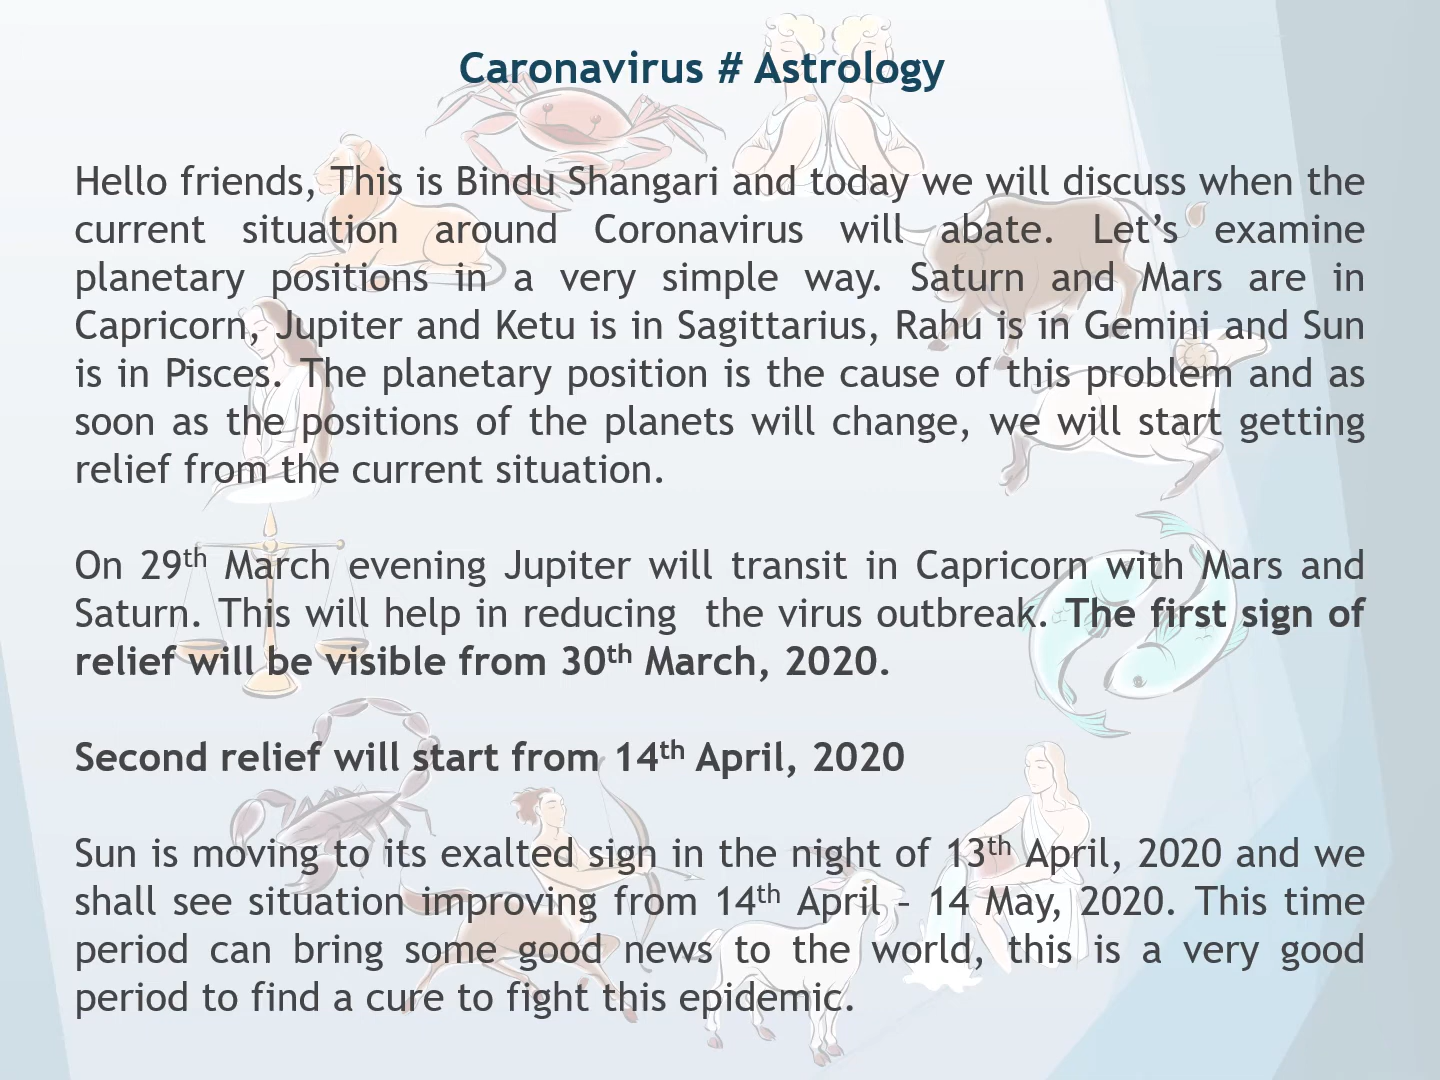 Caronavirus # Astrology
Hello friends, This is Bindu Shangari and today we will discuss when the
current situation around Coronavirus will abate. Let’s examine
planetary positions in a very simple way. Saturn and Mars are in
Capricorn, Jupiter and Ketu is in Sagittarius, Rahu is in Gemini and Sun
is in Pisces. The planetary position is the cause of this problem and as
soon as the positions of the planets will change, we will start getting
relief from the current situation.
On 29th March evening Jupiter will transit in Capricorn with Mars and
Saturn. This will help in reducing  the virus outbreak. The first sign of
relief will be visible from 30th March, 2020.
Second relief will start from 14th April, 2020
Sun is moving to its exalted sign in the night of 13th April, 2020 and we
shall see situation improving from 14th April – 14 May, 2020. This time
period can bring some good news to the world, this is a very good
period to find a cure to fight this epidemic.